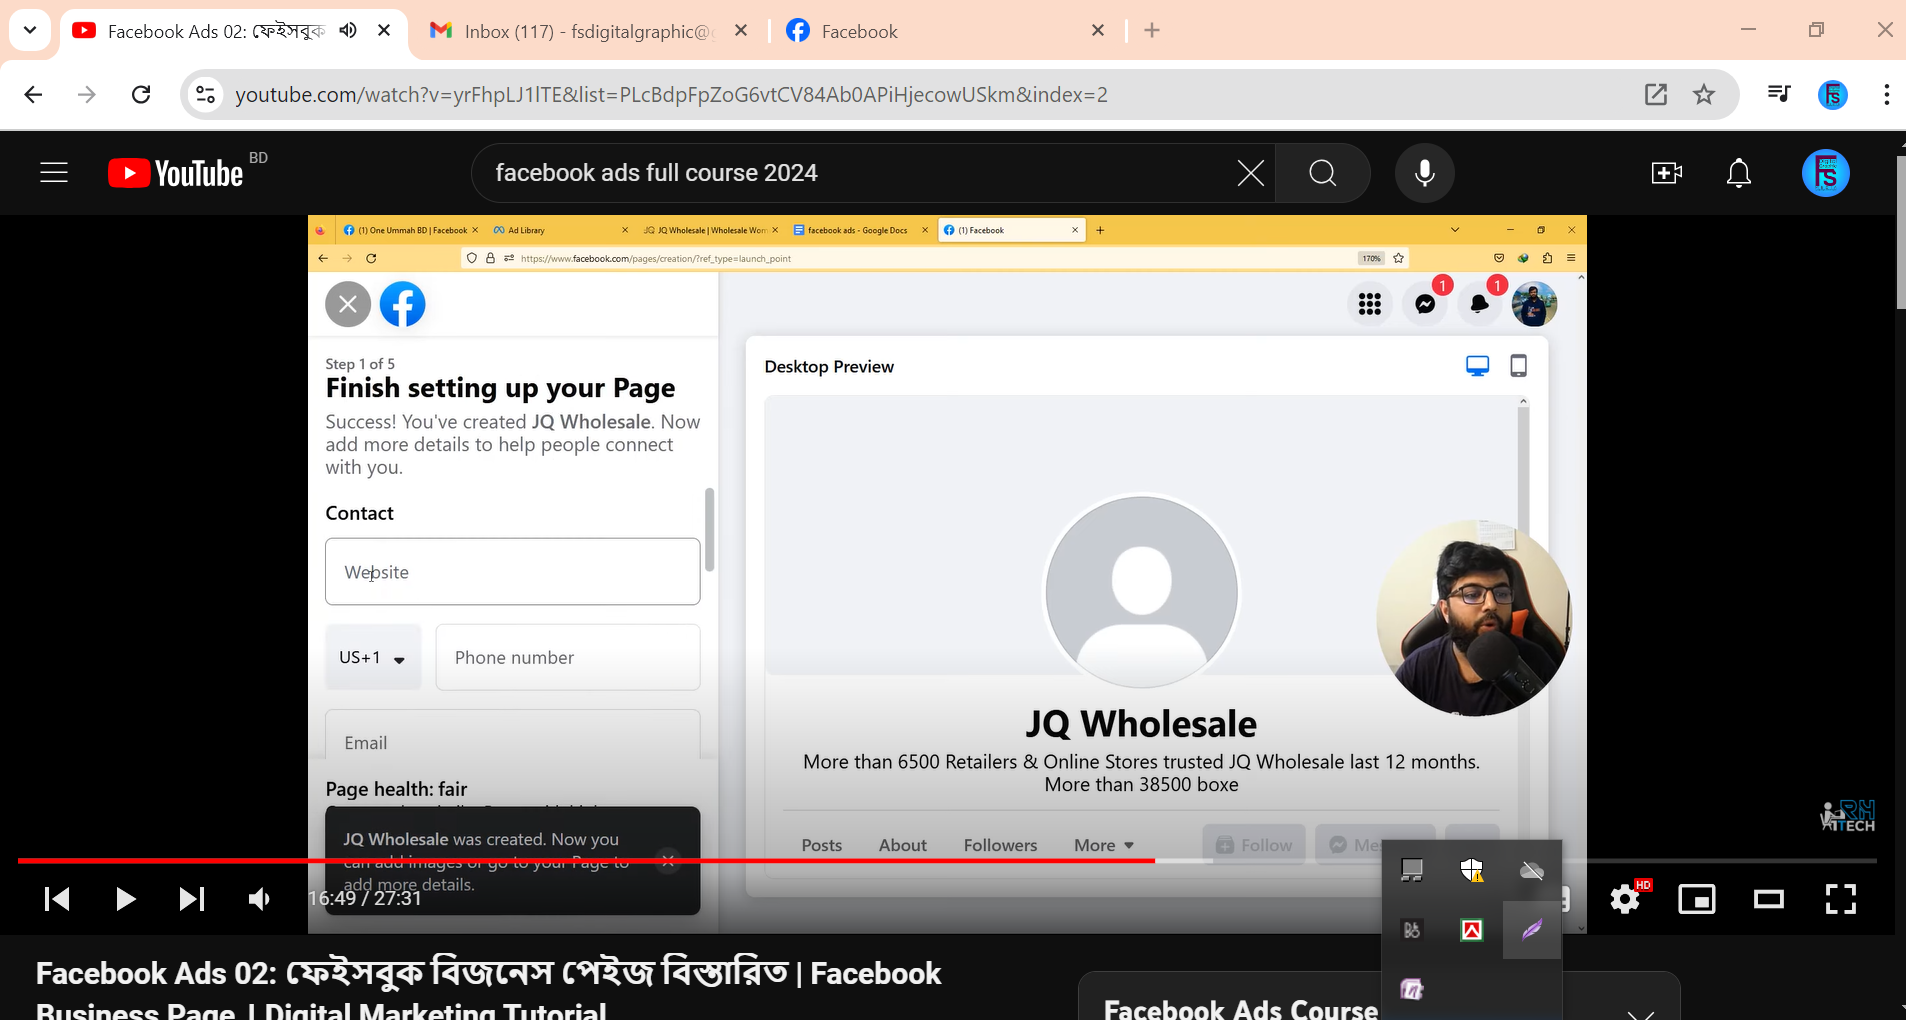 Facebook Ads 02: ফেইসবুক
Inbox (117) - fsdigitalgraphic@g
Facebook
youtube.com/watch?v=yrFhpLJ1lTE&list=PLcBdpFpZoG6vtCV84Ab0APiHjecowUSkm&index=2
YouTube BD
facebook ads full course 2024
(1) One Ummah BD | Facebook
Ad Library
JQ Wholesale | Wholesale Wom
facebook ads - Google Docs
(1) Facebook
https://www.facebook.com/pages/creation/?ref_type=launch_point
170%
1
1
Step 1 of 5
Finish setting up your Page
Success! You've created JQ Wholesale. Now
add more details to help people connect
with you.
Contact
Website
US+1
Phone number
Email
Page health: fair
JQ Wholesale was created. Now you
can add images or go to your Page to
add more details.
Desktop Preview
JQ Wholesale
More than 6500 Retailers & Online Stores trusted JQ Wholesale last 12 months.
More than 38500 boxe
Posts
About
Followers
More
Follow
Mes
RH
ITECH
16:49 / 27:31
HD
Facebook Ads 02: ফেইসবুক বিজনেস পেইজ বিস্তারিত | Facebook
Business Page | Digital Marketing Tutorial
Facebook Ads Course